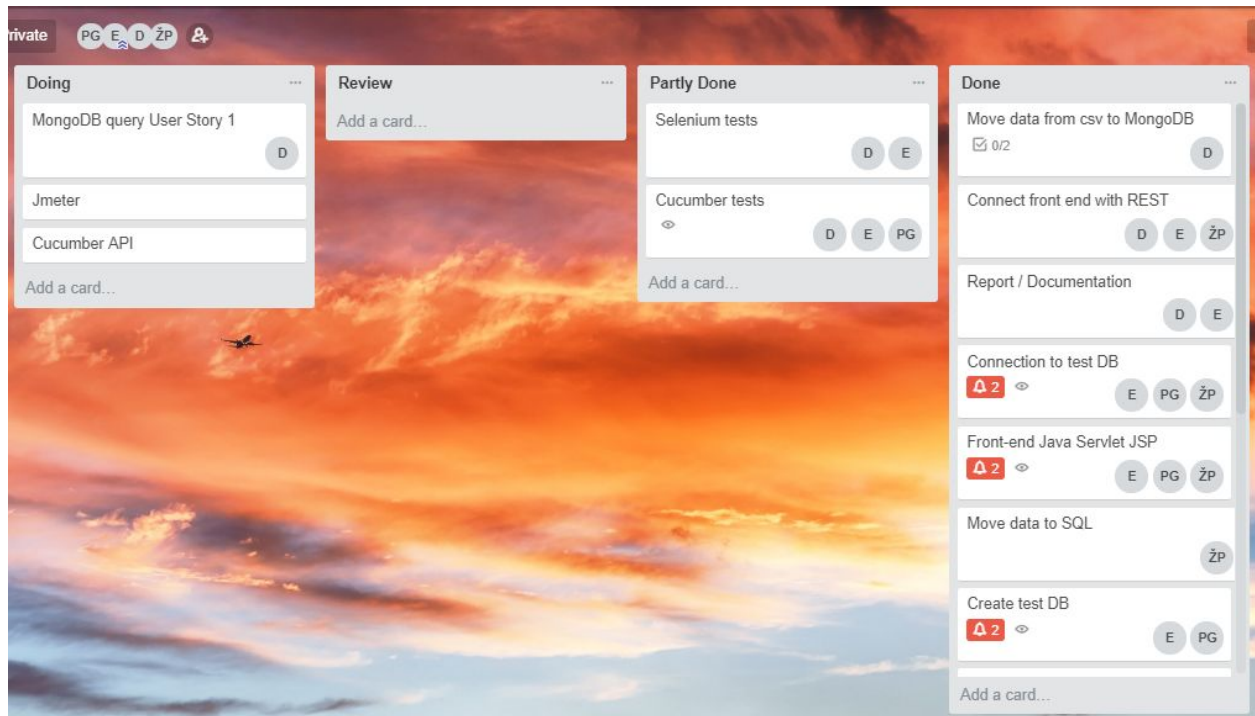 rivate PG E D ŽP
Doing ...
MongoDB query User Story 1
D
Jmeter
Cucumber API
Add a card...
Review ...
Add a card...
Partly Done ...
Selenium tests
D E
Cucumber tests
D E PG
Add a card...
Done ...
Move data from csv to MongoDB
0/2 D
Connect front end with REST
D E ŽP
Report / Documentation
D E
Connection to test DB
2 E PG ŽP
Front-end Java Servlet JSP
2 E PG ŽP
Move data to SQL
ŽP
Create test DB
2 E PG
Add a card...